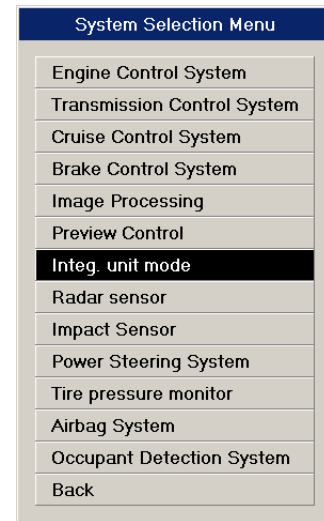 System Selection Menu
Engine Control System
Transmission Control System
Cruise Control System
Brake Control System
Image Processing
Preview Control
Integ. unit mode
Radar sensor
Impact Sensor
Power Steering System
Tire pressure monitor
Airbag System
Occupant Detection System
Back